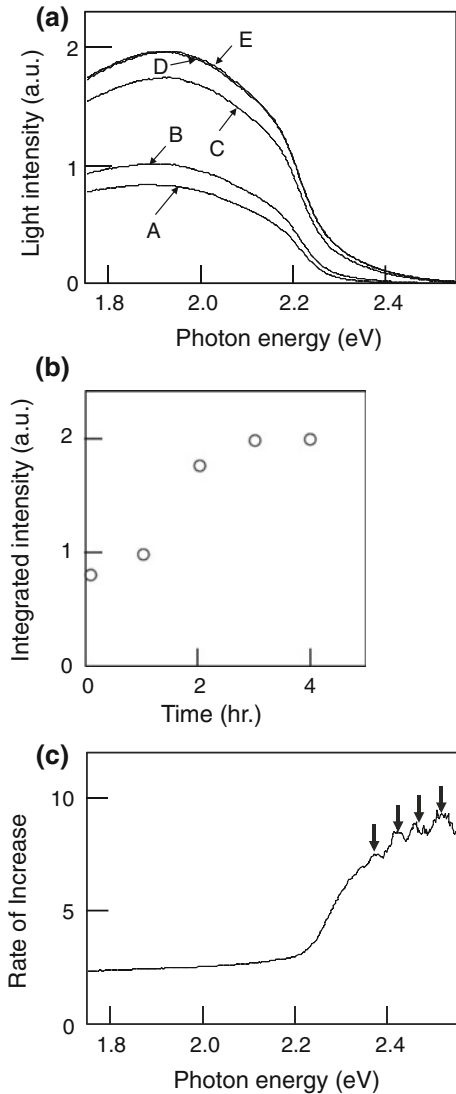 (a)
2
1
0
Light intensity (a.u.)
E
D
C
B
A
1.8 2.0 2.2 2.4
Photon energy (eV)
(b)
2
1
0
Integrated intensity (a.u.)
0 2 4
Time (hr.)
(c)
10
5
0
Rate of Increase
1.8 2.0 2.2 2.4
Photon energy (eV)